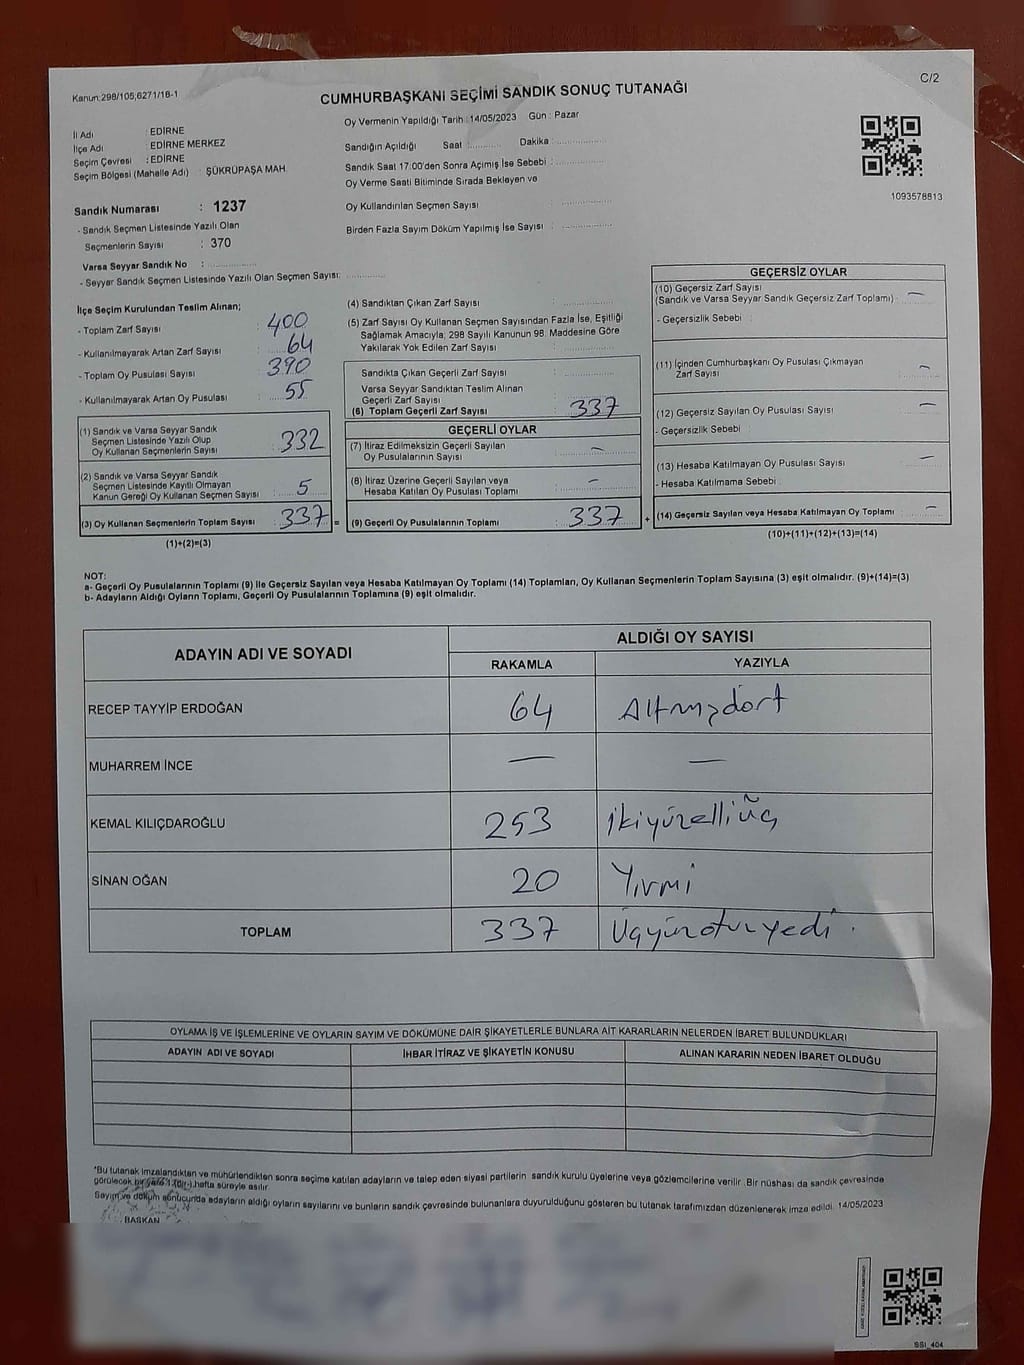 Kanun:298/105;6271/16-1
C/2
CUMHURBAŞKANI SEÇİMİ SANDIK SONUÇ TUTANAĞI
İl Adı : EDİRNE
İlçe Adı : EDİRNE MERKEZ
Seçim Çevresi : EDİRNE
Seçim Bölgesi (Mahalle Adı) : ŞÜKRÜPAŞA MAH.
Oy Vermenin Yapıldığı Tarih :14/05/2023 Gün : Pazar
Sandığın Açıldığı Saat : Dakika :
Sandık Saat 17:00'den Sonra Açımış İse Sebebi :
Oy Verme Saati Bitiminde Sırada Bekleyen ve
Oy Kullandırılan Seçmen Sayısı :
Birden Fazla Sayım Döküm Yapılmış İse Sayısı :
1093578813
Sandık Numarası : 1237
- Sandık Seçmen Listesinde Yazılı Olan
Seçmenlerin Sayısı : 370
Varsa Seyyar Sandık No :
- Seyyar Sandık Seçmen Listesinde Yazılı Olan Seçmen Sayısı:
İlçe Seçim Kurulundan Teslim Alınan;
- Toplam Zarf Sayısı : 400
- Kullanılmayarak Artan Zarf Sayısı : 64
- Toplam Oy Pusulası Sayısı : 390
- Kullanılmayarak Artan Oy Pusulası : 55
(1) Sandık ve Varsa Seyyar Sandık
Seçmen Listesinde Yazılı Olup
Oy Kullanan Seçmenlerin Sayısı : 332
(2) Sandık ve Varsa Seyyar Sandık
Seçmen Listesinde Kayıtlı Olmayan
Kanun Gereği Oy Kullanan Seçmen Sayısı : 5
(3) Oy Kullanan Seçmenlerin Toplam Sayısı : 337 =
(1)+(2)=(3)
(4) Sandıktan Çıkan Zarf Sayısı :
(5) Zarf Sayısı Oy Kullanan Seçmen Sayısından Fazla İse, Eşitliği
Sağlamak Amacıyla; 298 Sayılı Kanunun 98. Maddesine Göre
Yakılarak Yok Edilen Zarf Sayısı :
Sandıkta Çıkan Geçerli Zarf Sayısı :
Varsa Seyyar Sandıktan Teslim Alınan
Geçerli Zarf Sayısı :
(6) Toplam Geçerli Zarf Sayısı : 337
GEÇERLİ OYLAR
(7) İtiraz Edilmeksizin Geçerli Sayılan
Oy Pusulalarının Sayısı : —
(8) İtiraz Üzerine Geçerli Sayılan veya
Hesaba Katılan Oy Pusulası Toplamı : —
(9) Geçerli Oy Pusulalarının Toplamı : 337 +
GEÇERSİZ OYLAR
(10) Geçersiz Zarf Sayısı
(Sandık ve Varsa Seyyar Sandık Geçersiz Zarf Toplamı) : —
- Geçersizlik Sebebi :
(11) İçinden Cumhurbaşkanı Oy Pusulası Çıkmayan
Zarf Sayısı : —
(12) Geçersiz Sayılan Oy Pusulası Sayısı : —
- Geçersizlik Sebebi :
(13) Hesaba Katılmayan Oy Pusulası Sayısı : —
- Hesaba Katılmama Sebebi :
(14) Geçersiz Sayılan veya Hesaba Katılmayan Oy Toplamı : —
(10)+(11)+(12)+(13)=(14)
NOT:
a- Geçerli Oy Pusulalarının Toplamı (9) ile Geçersiz Sayılan veya Hesaba Katılmayan Oy Toplamı (14) Toplamları, Oy Kullanan Seçmenlerin Toplam Sayısına (3) eşit olmalıdır. (9)+(14)=(3)
b- Adayların Aldığı Oyların Toplamı, Geçerli Oy Pusulalarının Toplamına (9) eşit olmalıdır.
ADAYIN ADI VE SOYADI
ALDIĞI OY SAYISI
RAKAMLA YAZIYLA
RECEP TAYYİP ERDOĞAN 64 Altmışdört
MUHARREM İNCE — —
KEMAL KILIÇDAROĞLU 253 İkiyüzelliüç
SİNAN OĞAN 20 Yirmi
TOPLAM 337 Üçyüzotuzyedi
OYLAMA İŞ VE İŞLEMLERİNE VE OYLARIN SAYIM VE DÖKÜMÜNE DAİR ŞİKAYETLERLE BUNLARA AİT KARARLARIN NELERDEN İBARET BULUNDUKLARI
ADAYIN ADI VE SOYADI İHBAR İTİRAZ VE ŞİKAYETİN KONUSU ALINAN KARARIN NEDEN İBARET OLDUĞU
*Bu tutanak imzalandıktan ve mühürlendikten sonra seçime katılan adayların ve talep eden siyasi partilerin sandık kurulu üyelerine veya gözlemcilerine verilir. Bir nüshası da sandık çevresinde
görülecek bir yere 1 (bir) hafta süreyle asılır.
Sayım ve döküm sonucunda adayların aldığı oyların sayılarını ve bunların sandık çevresinde bulunanlara duyurulduğunu gösteren bu tutanak tarafımızdan düzenlenerek imza edildi. 14/05/2023
BAŞKAN
SSI_404